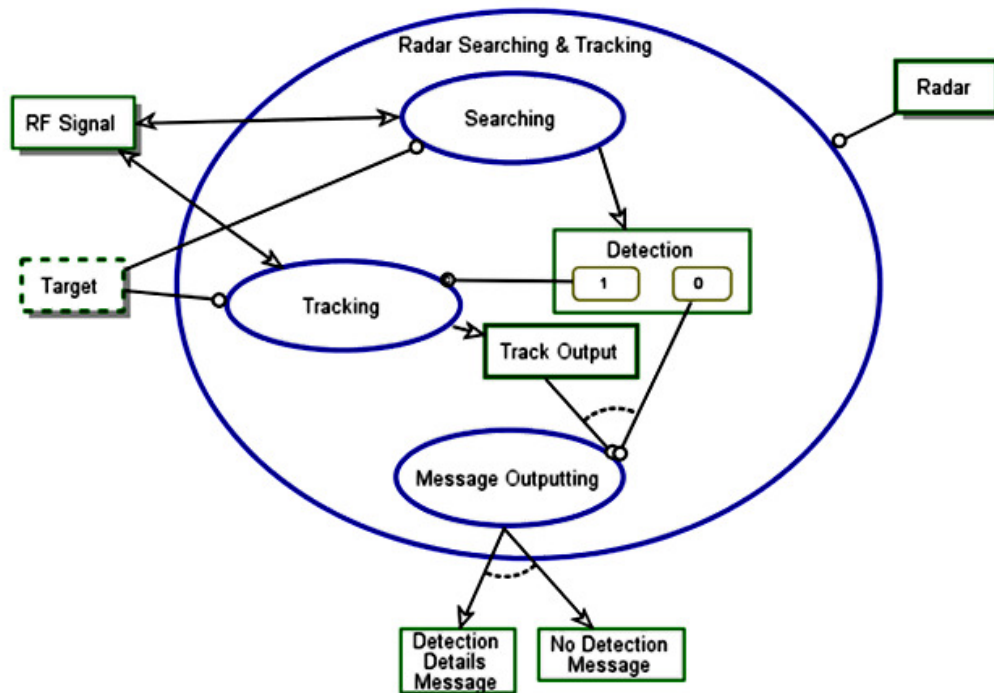 Radar Searching & Tracking
Radar
RF Signal
Searching
Detection
1
0
Target
Tracking
Track Output
Message Outputting
Detection
Details
Message
No Detection
Message